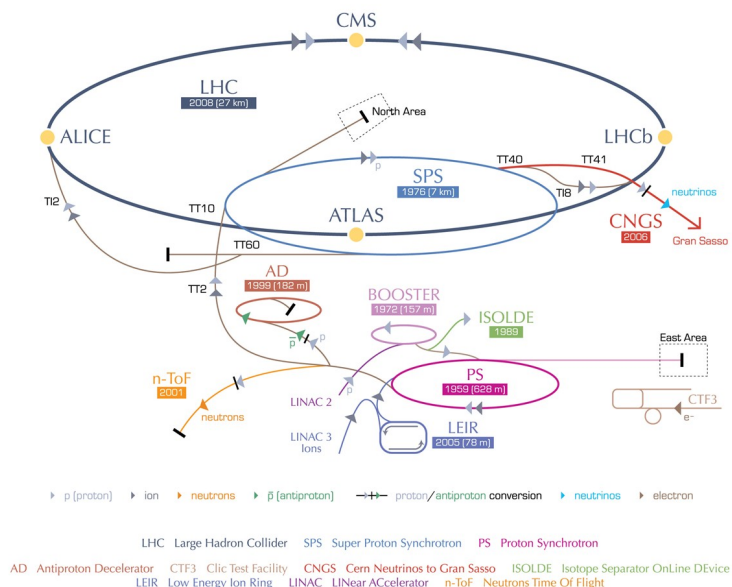 CMS
LHC
2008 (27 km)
North Area
ALICE
LHCb
p
TT40
TT41
SPS
1976 (7 km)
TI8
TI2
TT10
neutrinos
ATLAS
CNGS
2006
Gran Sasso
TT60
AD
1999 (182 m)
TT2
BOOSTER
1972 (157 m)
ISOLDE
1989
p
p̄
East Area
n-ToF
2001
p
PS
1959 (628 m)
LINAC 2
CTF3
neutrons
e-
LEIR
2005 (78 m)
LINAC 3
Ions
p (proton) ion neutrons p̄ (antiproton) proton/antiproton conversion neutrinos electron
LHC Large Hadron Collider SPS Super Proton Synchrotron PS Proton Synchrotron
AD Antiproton Decelerator CTF3 Clic Test Facility CNGS Cern Neutrinos to Gran Sasso ISOLDE Isotope Separator OnLine DEvice
LEIR Low Energy Ion Ring LINAC LINear ACcelerator n-ToF Neutrons Time Of Flight